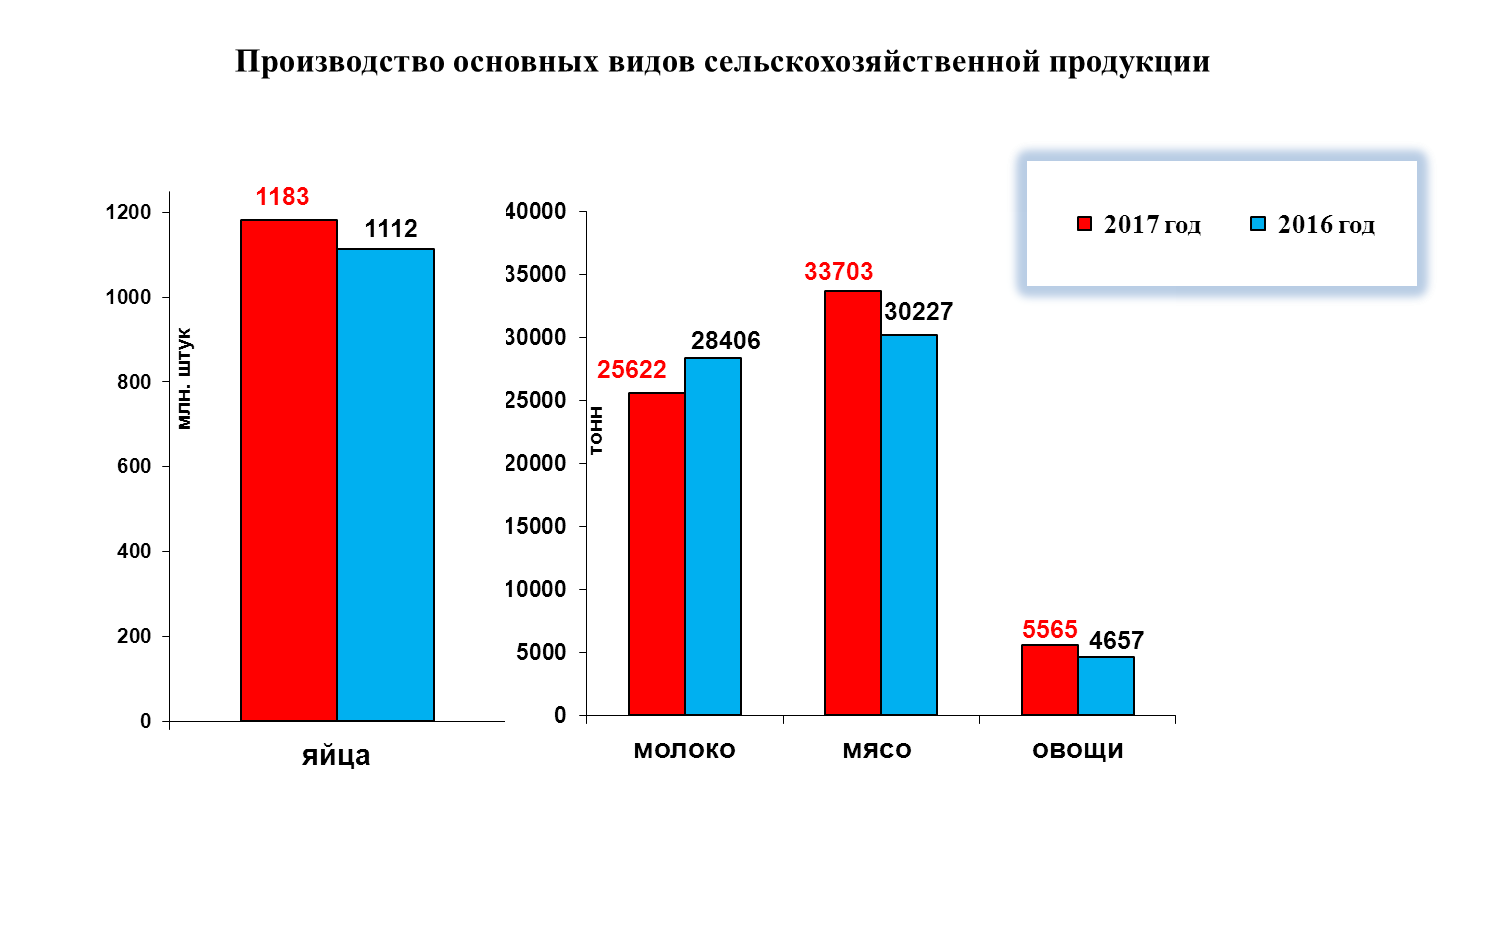 Производство основных видов сельскохозяйственной продукции
2017 год
2016 год
1183
1112
1200
1000
800
600
400
200
0
млн. штук
яйца
40000
35000
30000
25000
20000
15000
10000
5000
0
тонн
25622
28406
33703
30227
5565
4657
молоко
мясо
овощи